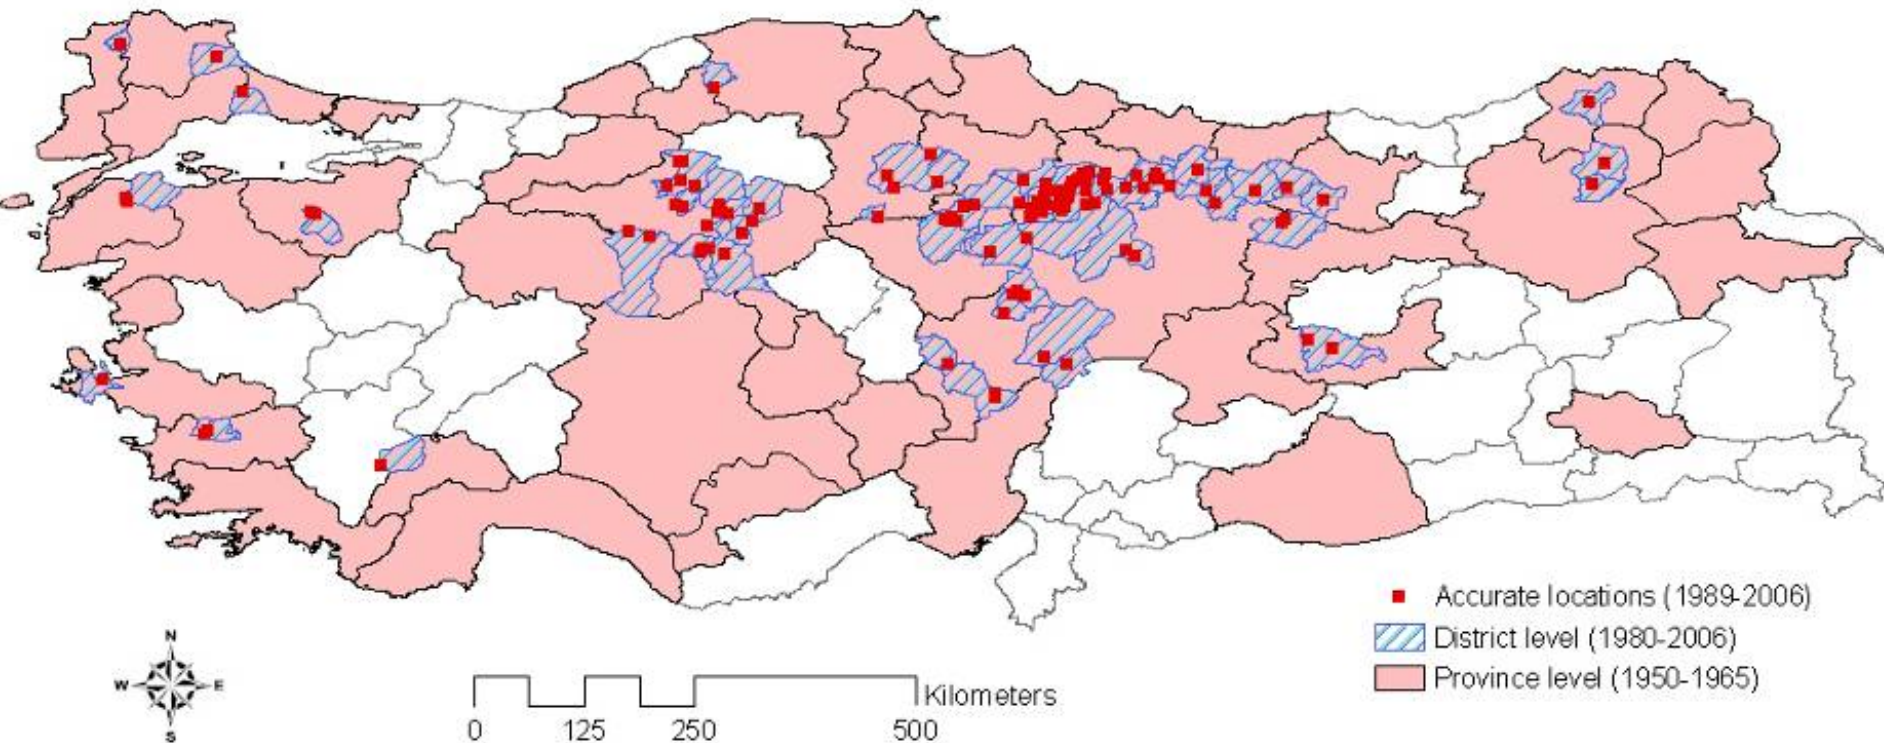 Accurate locations (1989-2006)
District level (1980-2006)
Province level (1950-1965)
N
W E
S
Kilometers
0 125 250 500